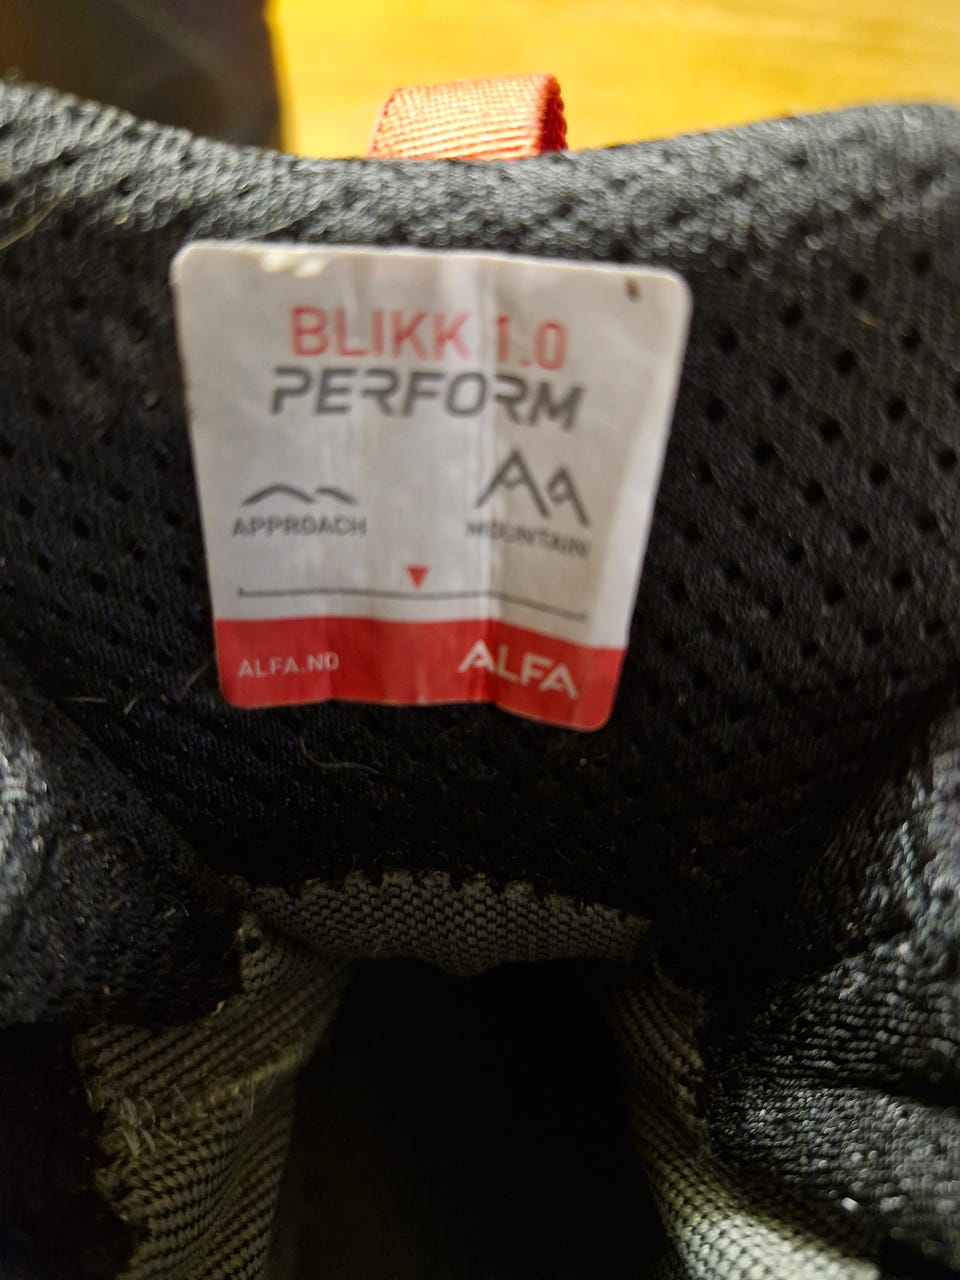 BLIKK 1.0
PERFORM
APPROACH MOUNTAIN
ALFA.NO ALFA